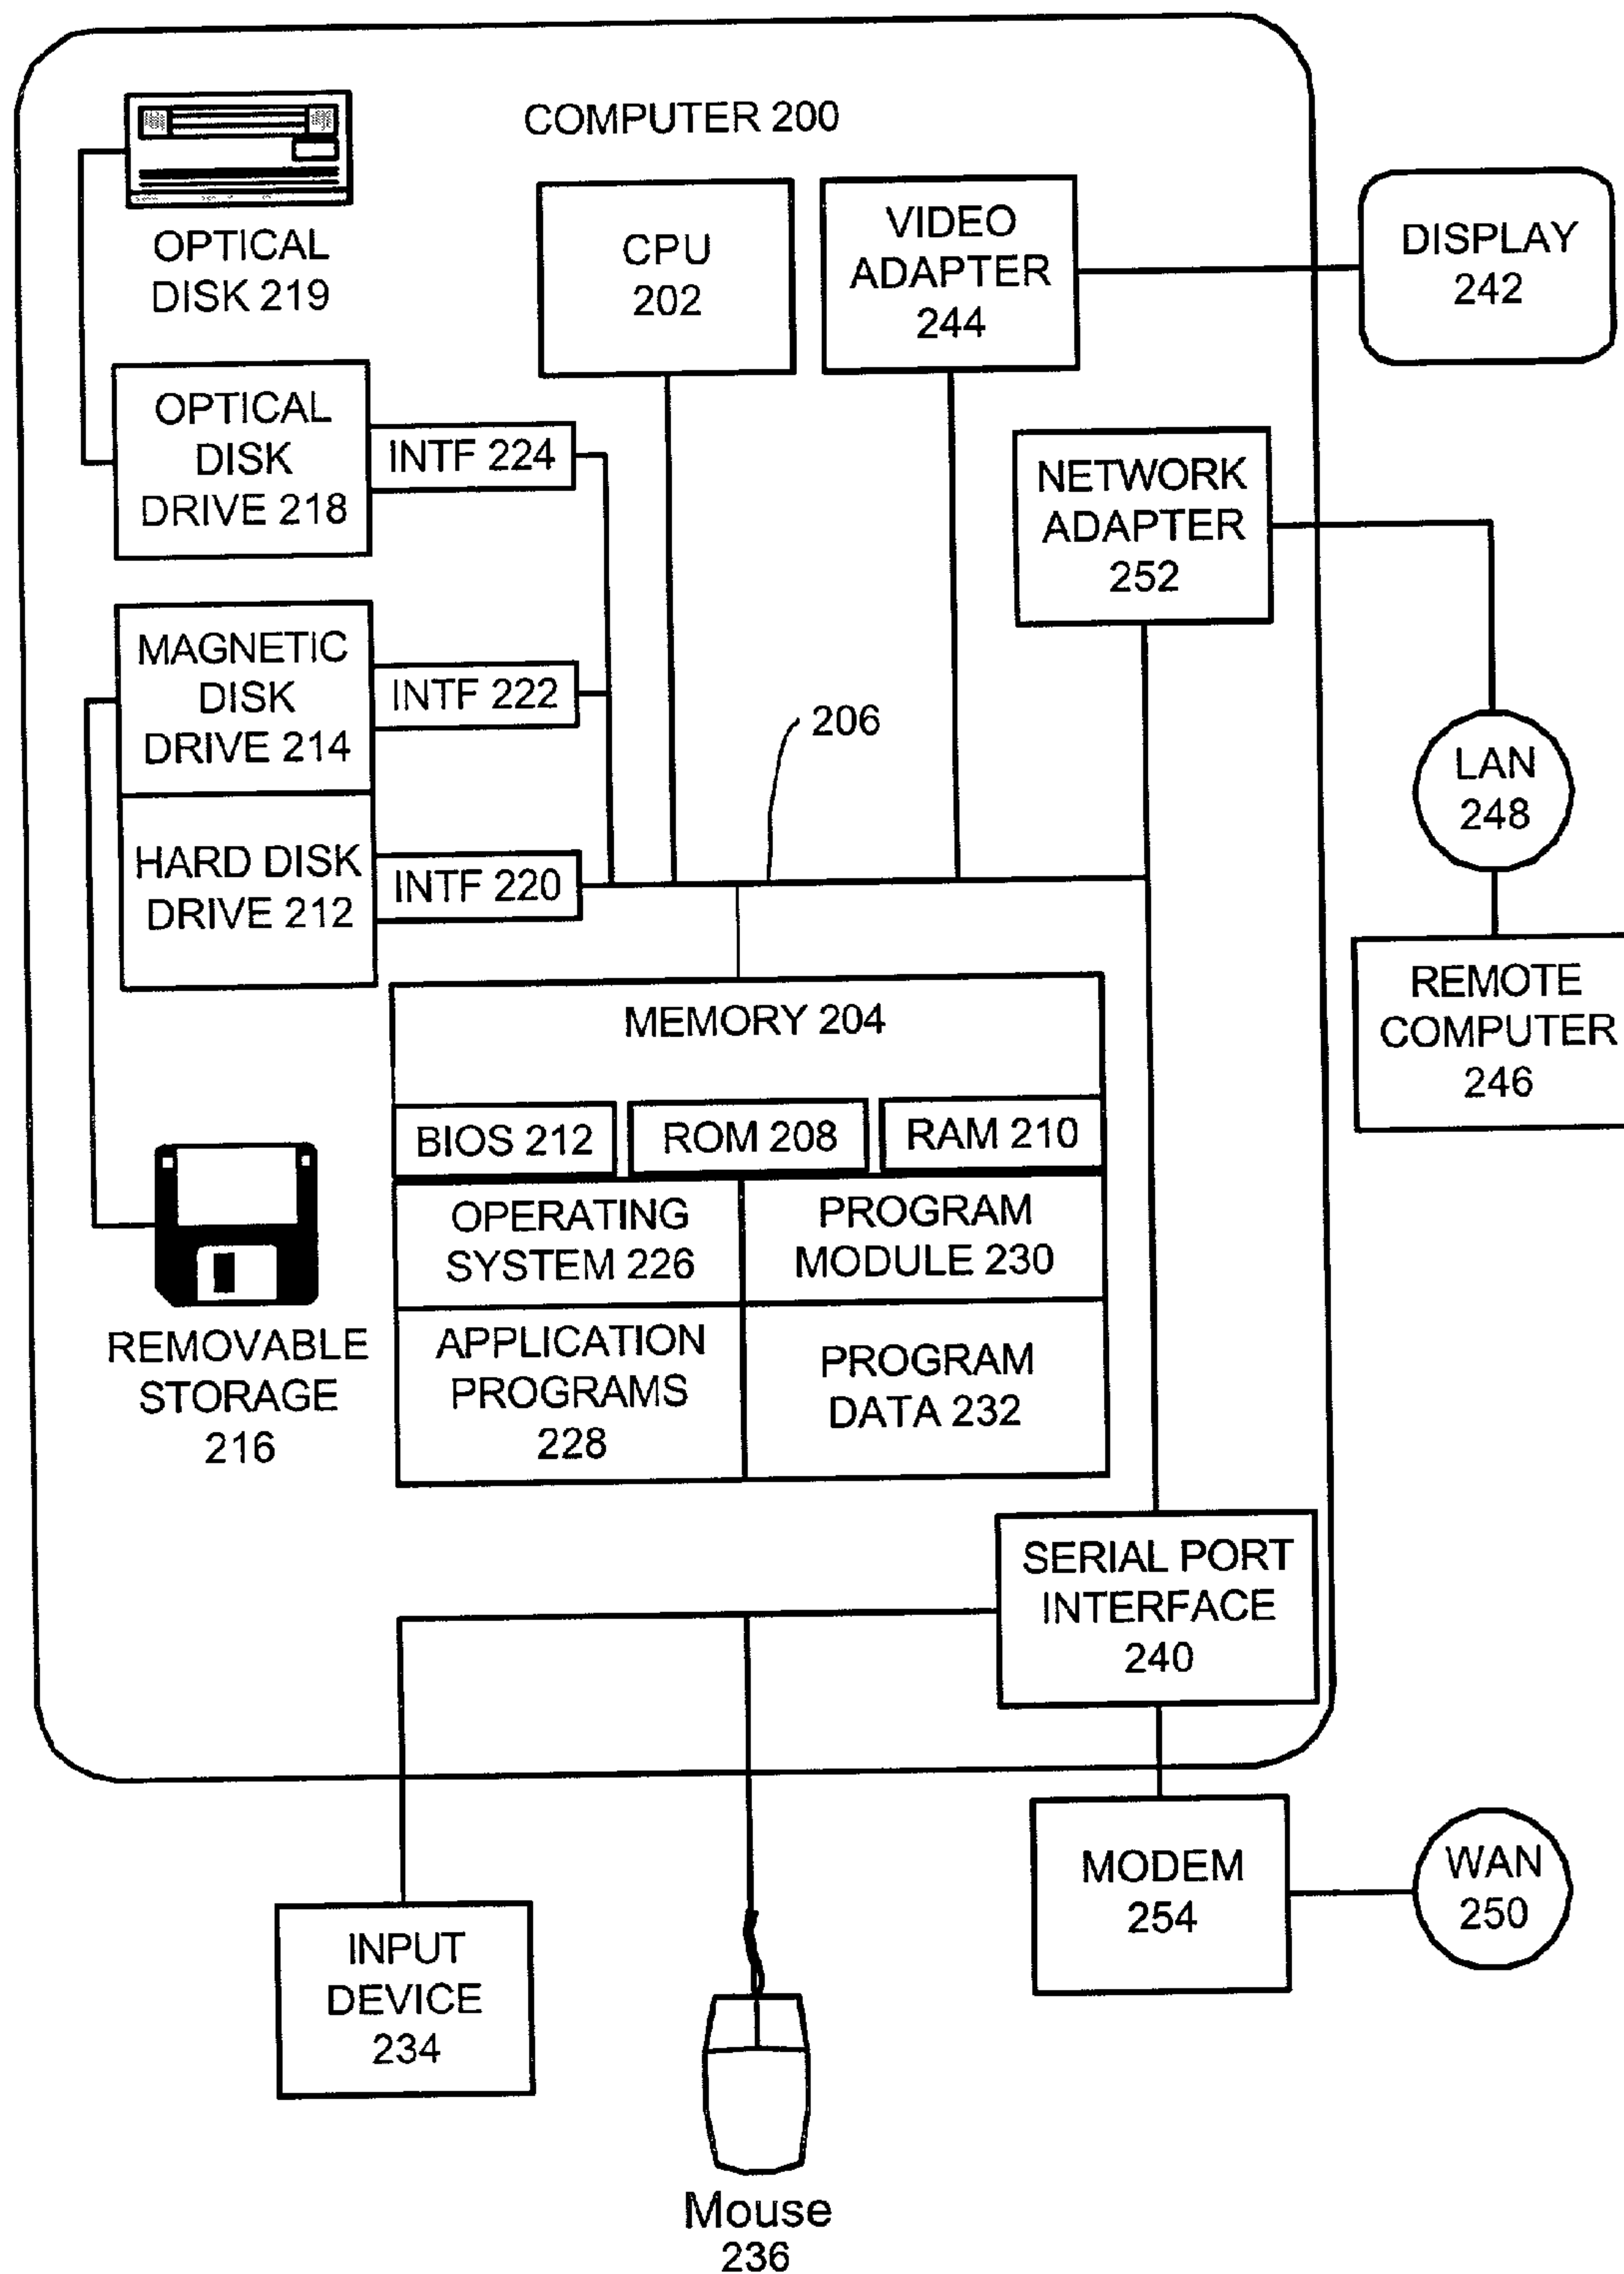 COMPUTER 200
OPTICAL
DISK 219
CPU
202
VIDEO
ADAPTER
244
DISPLAY
242
OPTICAL
DISK
DRIVE 218
INTF 224
NETWORK
ADAPTER
252
MAGNETIC
DISK
DRIVE 214
INTF 222
206
LAN
248
HARD DISK
DRIVE 212
INTF 220
REMOTE
COMPUTER
246
MEMORY 204
BIOS 212
ROM 208
RAM 210
OPERATING
SYSTEM 226
PROGRAM
MODULE 230
APPLICATION
PROGRAMS
228
PROGRAM
DATA 232
REMOVABLE
STORAGE
216
SERIAL PORT
INTERFACE
240
MODEM
254
WAN
250
INPUT
DEVICE
234
Mouse
236